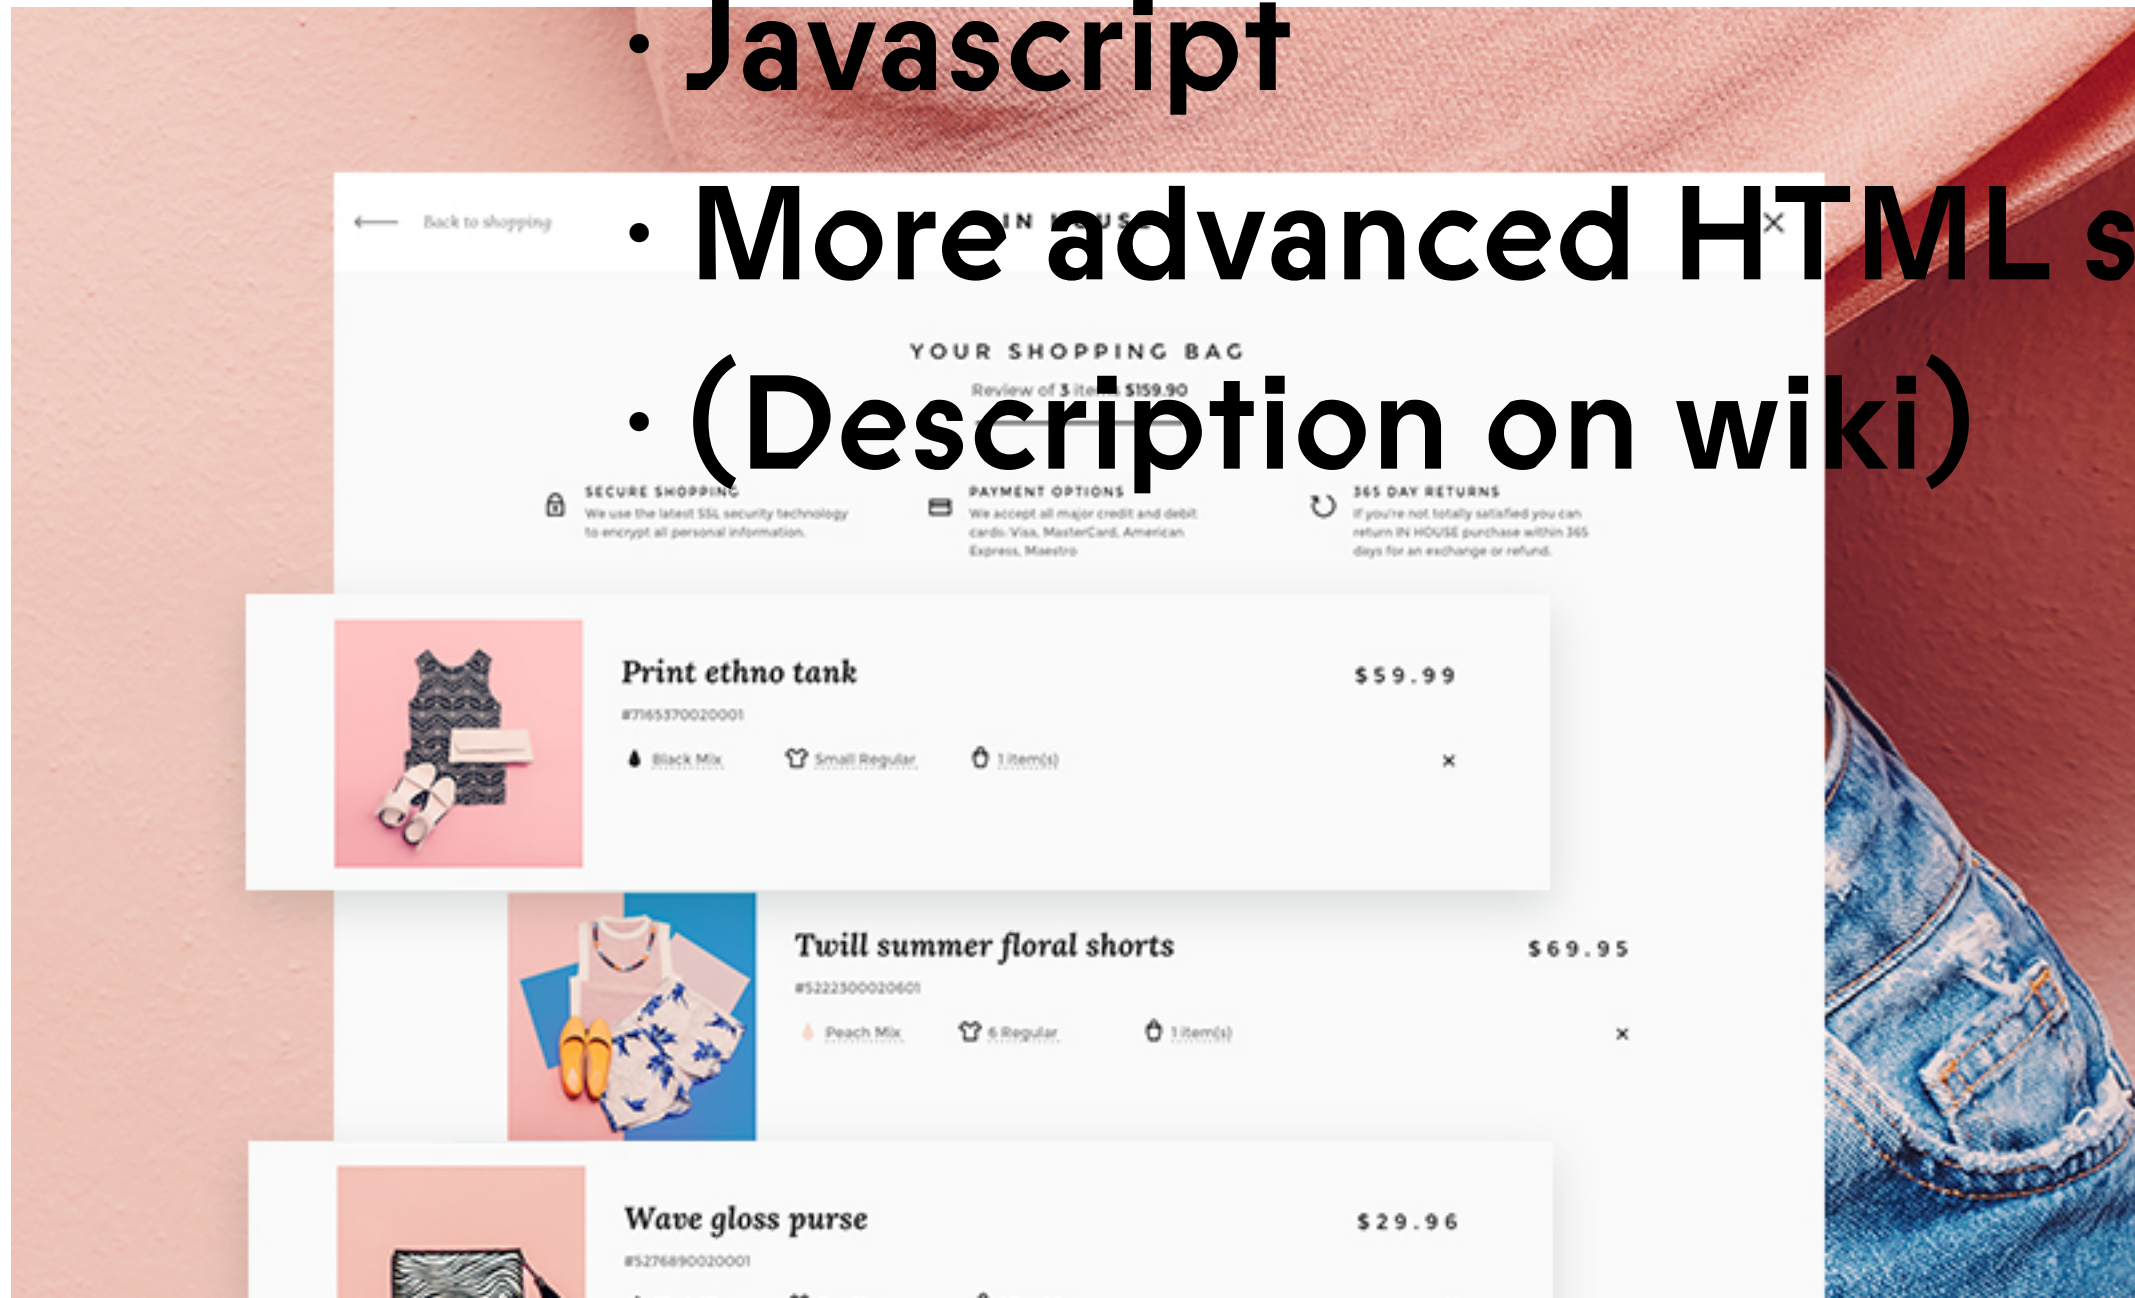 · Javascript
Back to shopping
IN HOUSE
· More advanced HTML
YOUR SHOPPING BAG
Review of 3 items $159.90
· (Description on wiki)
SECURE SHOPPING
We use the latest SSL security technology
to encrypt all personal information.
PAYMENT OPTIONS
We accept all major credit and debit
cards: Visa, MasterCard, American
Express, Maestro
365 DAY RETURNS
If you're not totally satisfied you can
return IN HOUSE purchase within 365
days for an exchange or refund.
Print ethno tank
$59.99
#7165370020001
Black Mix
Small Regular
1 item(s)
Twill summer floral shorts
$69.95
#5222300020601
Peach Mix
6 Regular
1 item(s)
Wave gloss purse
$29.96
#5276890020001